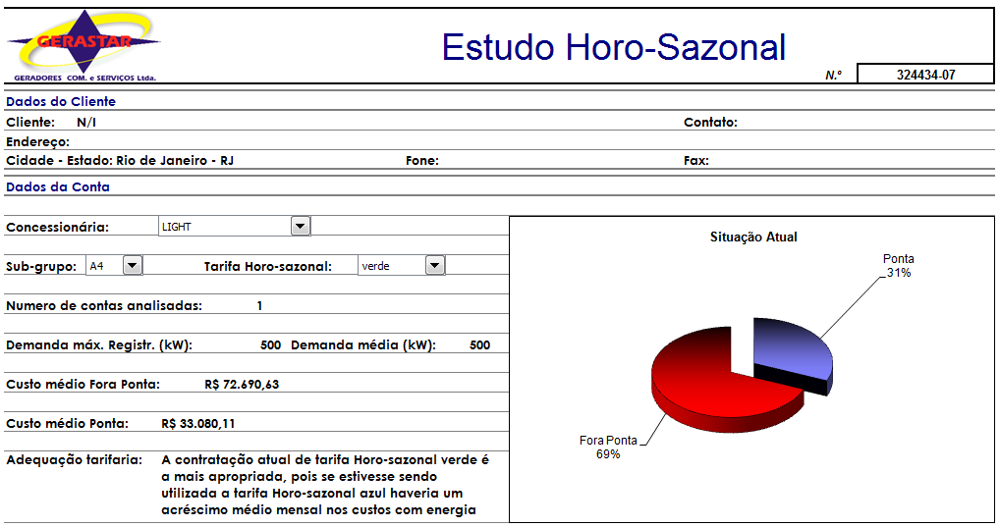 GERASTAR
GERADORES COM. e SERVIÇOS Ltda.
Estudo Horo-Sazonal
N.º 324434-07
Dados do Cliente
Cliente: N/I Contato:
Endereço:
Cidade - Estado: Rio de Janeiro - RJ Fone: Fax:
Dados da Conta
Concessionária: LIGHT
Sub-grupo: A4 Tarifa Horo-sazonal: verde
Numero de contas analisadas: 1
Demanda máx. Registr. (kW): 500 Demanda média (kW): 500
Custo médio Fora Ponta: R$ 72.690,63
Custo médio Ponta: R$ 33.080,11
Adequação tarifaria: A contratação atual de tarifa Horo-sazonal verde é
a mais apropriada, pois se estivesse sendo
utilizada a tarifa Horo-sazonal azul haveria um
acréscimo médio mensal nos custos com energia
Situação Atual
Ponta
31%
Fora Ponta
69%